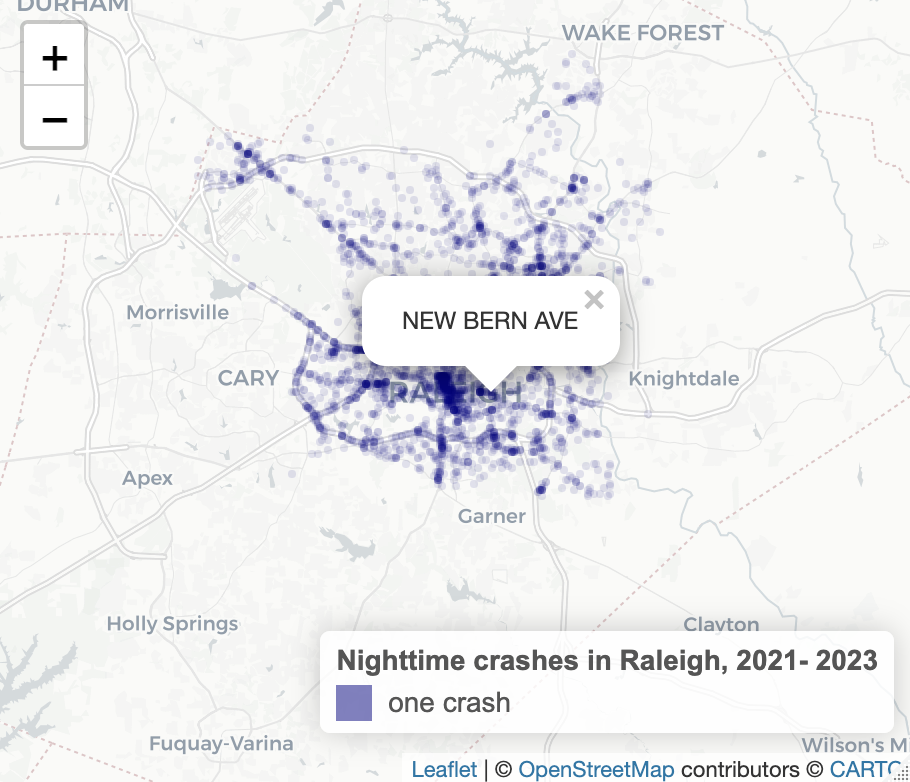 DURHAM
WAKE FOREST
+
−
×
NEW BERN AVE
Morrisville
CARY
RALEIGH
Knightdale
Apex
Garner
Holly Springs
Clayton
Nighttime crashes in Raleigh, 2021- 2023
one crash
Fuquay-Varina
Wilson's M
Leaflet | © OpenStreetMap contributors © CARTO